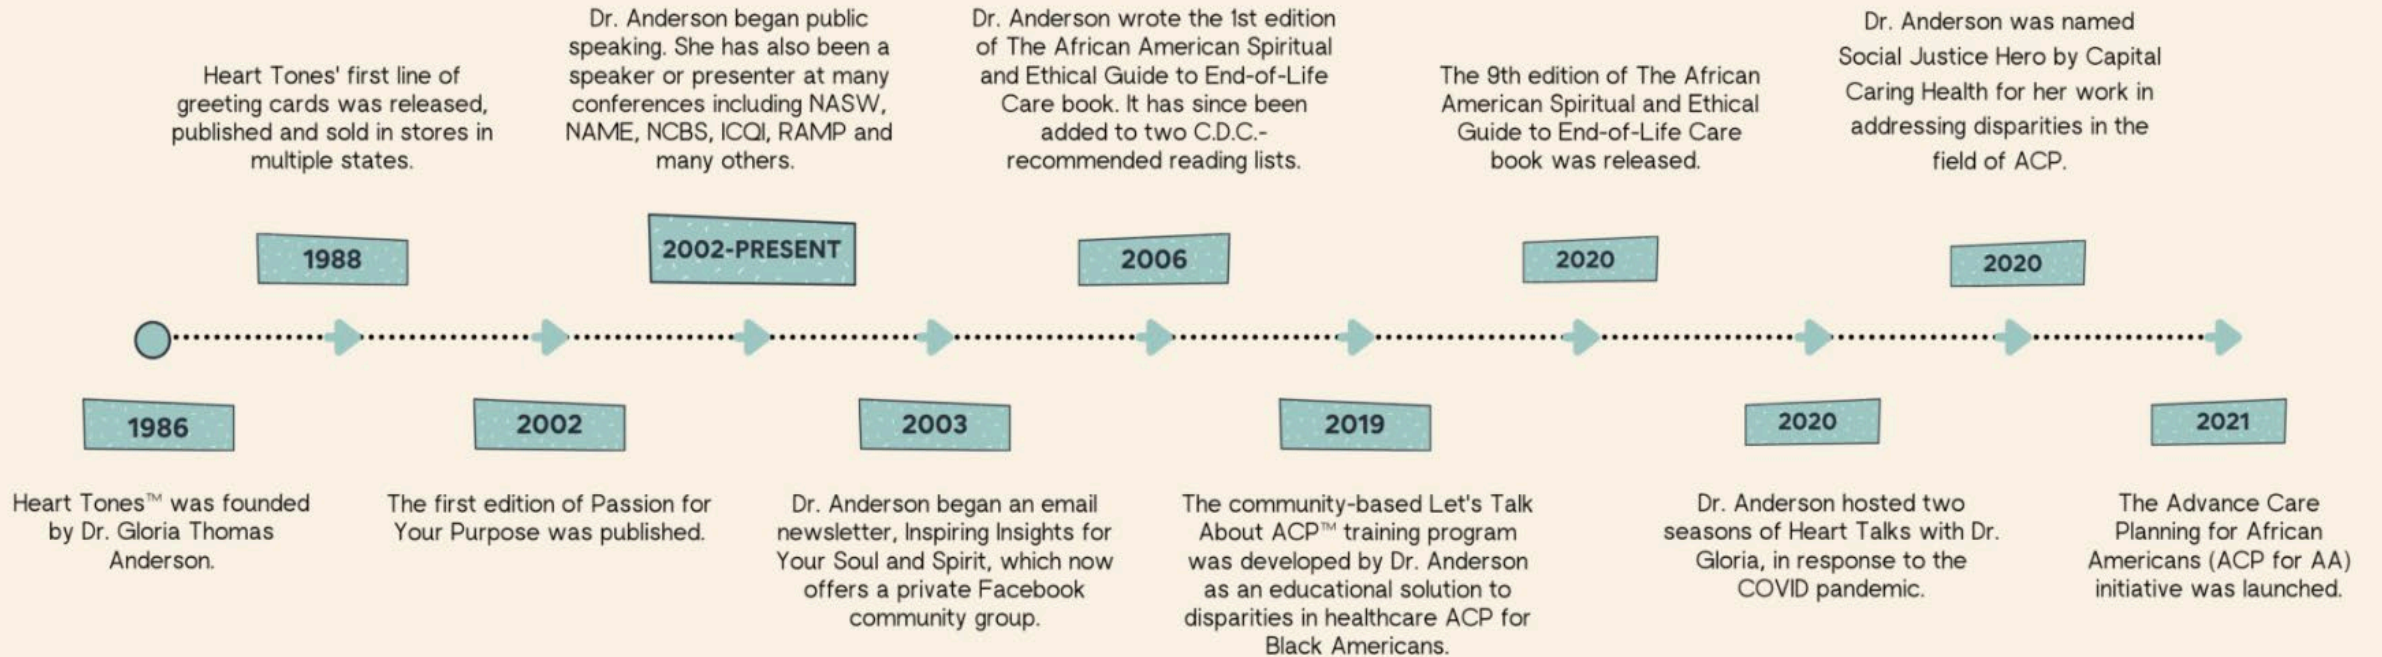 1986
Heart Tones™ was founded
by Dr. Gloria Thomas
Anderson.
Heart Tones' first line of
greeting cards was released,
published and sold in stores in
multiple states.
1988
2002
The first edition of Passion for
Your Purpose was published.
Dr. Anderson began public
speaking. She has also been a
speaker or presenter at many
conferences including NASW,
NAME, NCBS, ICQI, RAMP and
many others.
2002-PRESENT
2003
Dr. Anderson began an email
newsletter, Inspiring Insights for
Your Soul and Spirit, which now
offers a private Facebook
community group.
Dr. Anderson wrote the 1st edition
of The African American Spiritual
and Ethical Guide to End-of-Life
Care book. It has since been
added to two C.D.C.-
recommended reading lists.
2006
2019
The community-based Let's Talk
About ACP™ training program
was developed by Dr. Anderson
as an educational solution to
disparities in healthcare ACP for
Black Americans.
The 9th edition of The African
American Spiritual and Ethical
Guide to End-of-Life Care
book was released.
2020
2020
Dr. Anderson hosted two
seasons of Heart Talks with Dr.
Gloria, in response to the
COVID pandemic.
Dr. Anderson was named
Social Justice Hero by Capital
Caring Health for her work in
addressing disparities in the
field of ACP.
2020
2021
The Advance Care
Planning for African
Americans (ACP for AA)
initiative was launched.